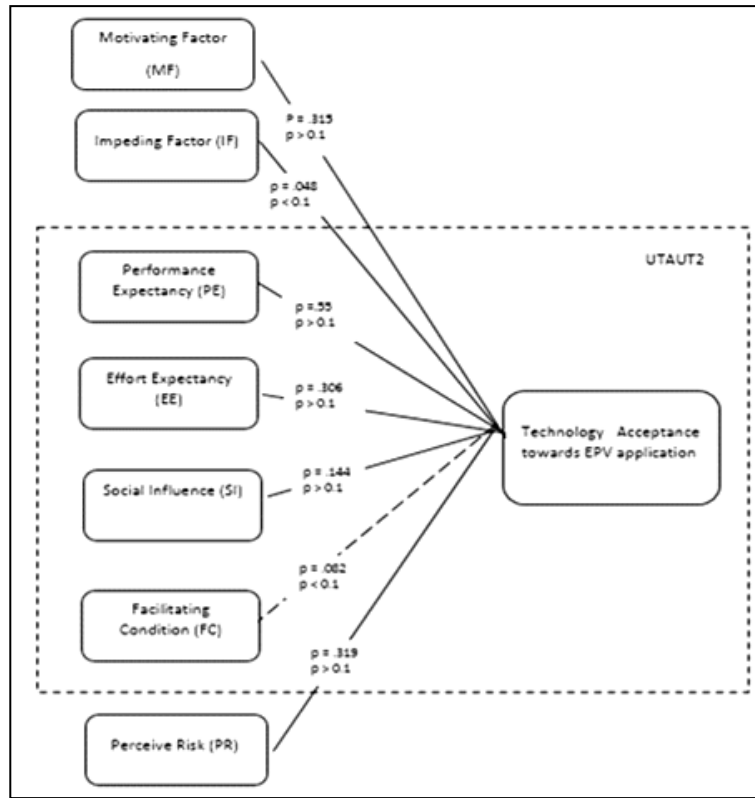 Motivating Factor
(MF)
P = .315
p > 0.1
Impeding Factor (IF)
p = .048
p < 0.1
UTAUT2
Performance
Expectancy (PE)
p =.55
p > 0.1
Effort Expectancy
(EE)
p = .306
p > 0.1
Technology Acceptance
towards EPV application
Social Influence (SI)
p = .144
p > 0.1
Facilitating
Condition (FC)
p = .082
p < 0.1
p = .319
p > 0.1
Perceive Risk (PR)